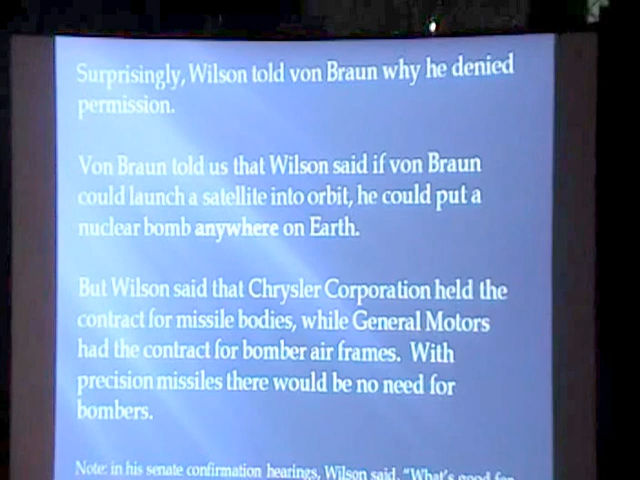 Surprisingly, Wilson told von Braun why he denied
permission.
Von Braun told us that Wilson said if von Braun
could launch a satellite into orbit, he could put a
nuclear bomb anywhere on Earth.
But Wilson said that Chrysler Corporation held the
contract for missile bodies, while General Motors
had the contract for bomber air frames. With
precision missiles there would be no need for
bombers.
Note: in his senate confirmation hearings, Wilson said, "What's good for